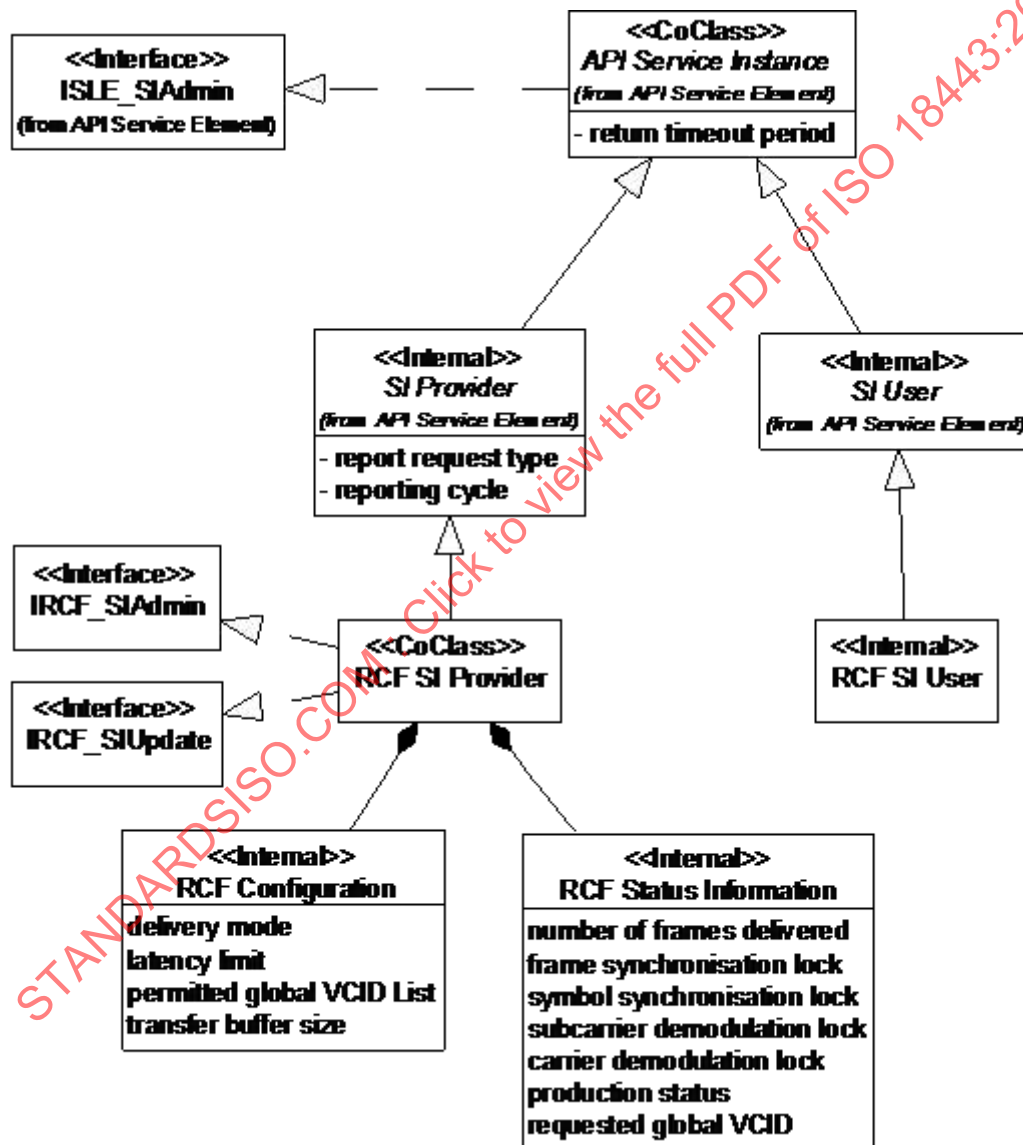 <<CoClass>>
API Service Instance
(from API Service Element)
- return timeout period
<<Interface>>
ISLE_SIAdmin
(from API Service Element)
<<Internal>>
SI Provider
(from API Service Element)
- report request type
- reporting cycle
<<Internal>>
SI User
(from API Service Element)
<<Interface>>
IRCF_SIAdmin
<<CoClass>>
RCF SI Provider
<<Internal>>
RCF SI User
<<Interface>>
IRCF_SIUpdate
<<Internal>>
RCF Configuration
delivery mode
latency limit
permitted global VCID List
transfer buffer size
<<Internal>>
RCF Status Information
number of frames delivered
frame synchronisation lock
symbol synchronisation lock
subcarrier demodulation lock
carrier demodulation lock
production status
requested global VCID
STANDARDSISO.COM : Click to view the full PDF of ISO 18443:20